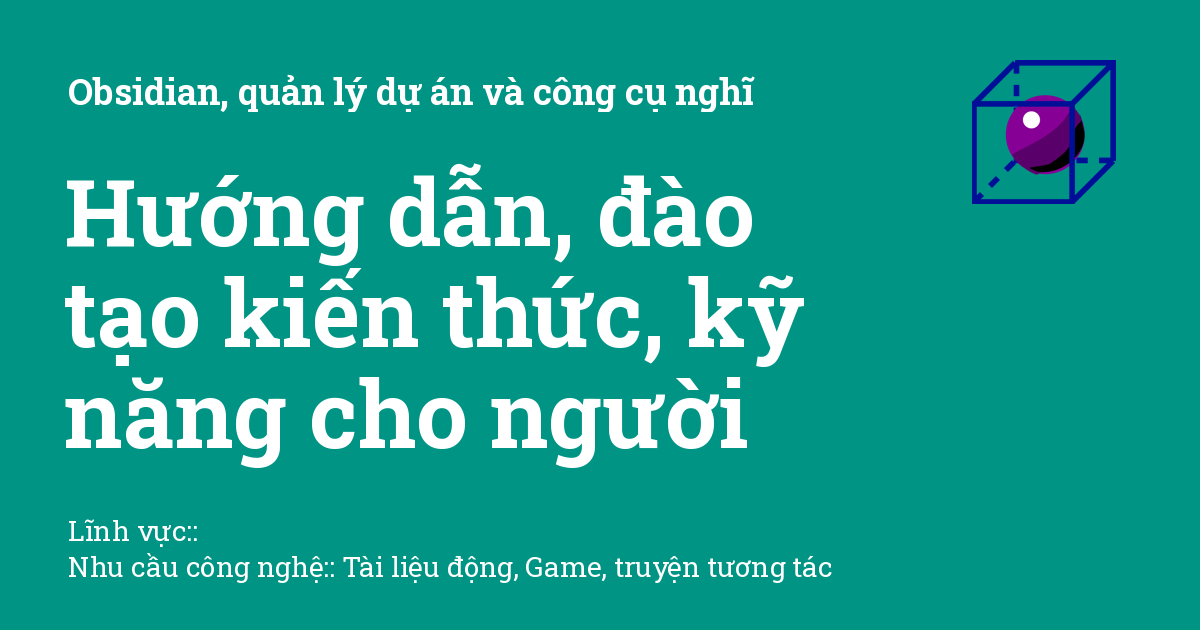 Obsidian, quản lý dự án và công cụ nghĩ
Hướng dẫn, đào
tạo kiến thức, kỹ
năng cho người
Lĩnh vực::
Nhu cầu công nghệ:: Tài liệu động, Game, truyện tương tác